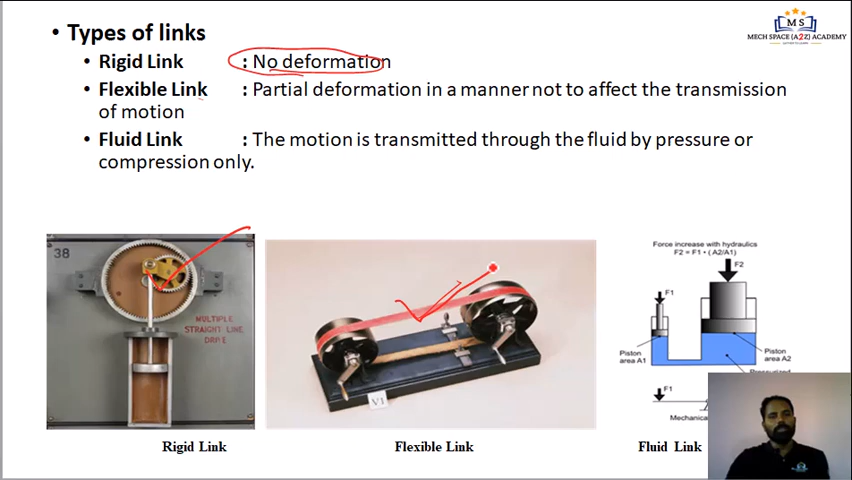 • Types of links
MS
MECH SPACE (A2Z) ACADEMY
• Rigid Link : No deformation
• Flexible Link : Partial deformation in a manner not to affect the transmission
of motion
• Fluid Link : The motion is transmitted through the fluid by pressure or
compression only.
38
MULTIPLE
STRAIGHT LINE
Force increase with hydraulics
F2 = F1 • (A2/A1)
F2
F1
Piston
area A1
Piston
area A2
F1
Rigid Link
Flexible Link
Fluid Link